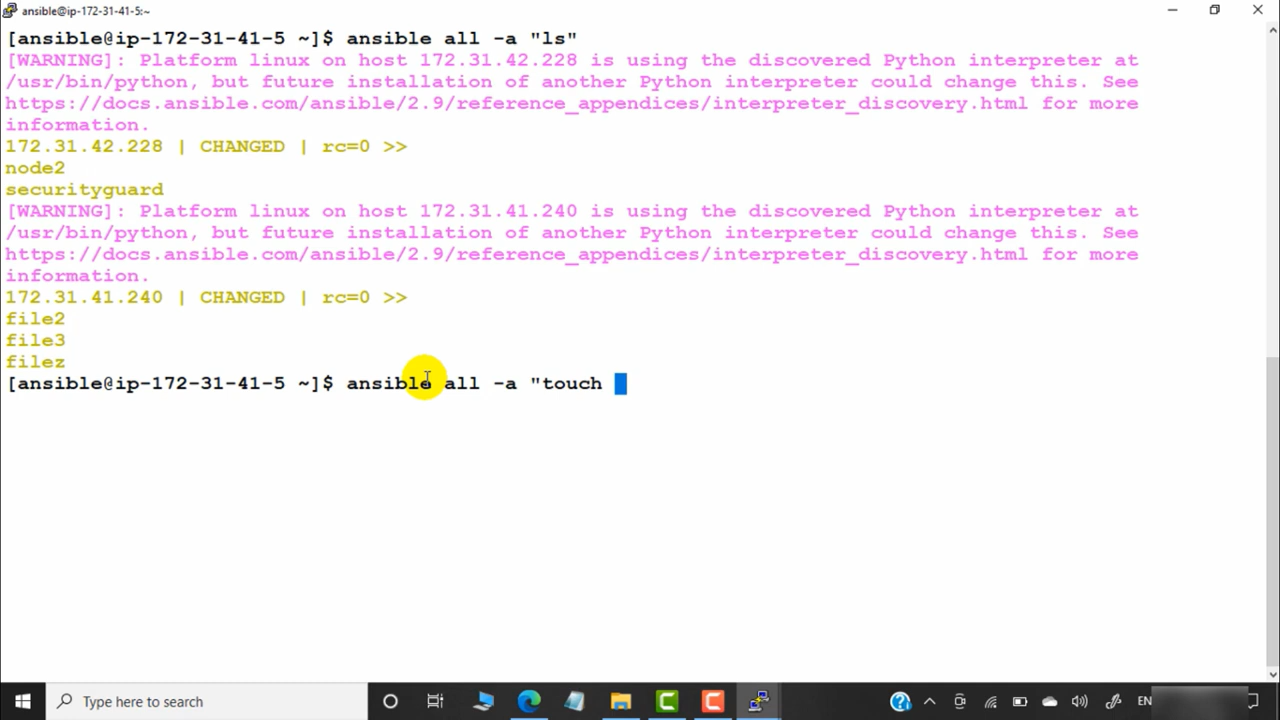 ansible@ip-172-31-41-5:~
[ansible@ip-172-31-41-5 ~]$ ansible all -a "ls"
[WARNING]: Platform linux on host 172.31.42.228 is using the discovered Python interpreter at
/usr/bin/python, but future installation of another Python interpreter could change this. See
https://docs.ansible.com/ansible/2.9/reference_appendices/interpreter_discovery.html for more
information.
172.31.42.228 | CHANGED | rc=0 >>
node2
securityguard
[WARNING]: Platform linux on host 172.31.41.240 is using the discovered Python interpreter at
/usr/bin/python, but future installation of another Python interpreter could change this. See
https://docs.ansible.com/ansible/2.9/reference_appendices/interpreter_discovery.html for more
information.
172.31.41.240 | CHANGED | rc=0 >>
file2
file3
filez
[ansible@ip-172-31-41-5 ~]$ ansible all -a "touch
Type here to search
EN